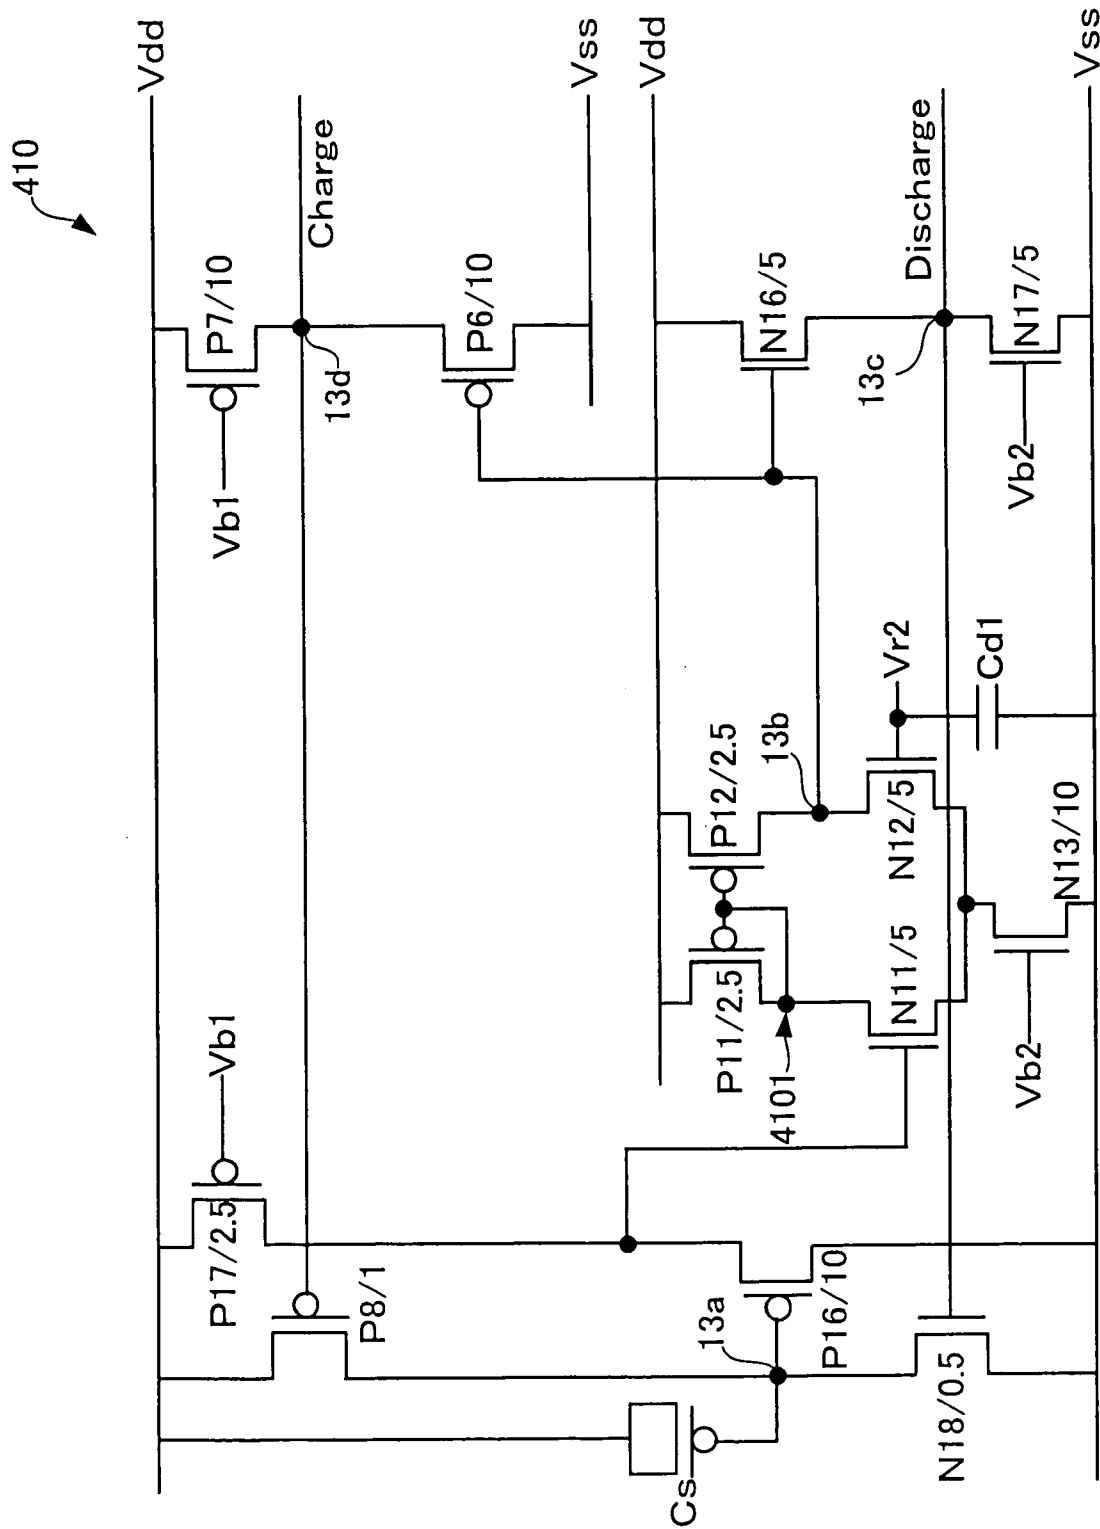 410
Vdd
Charge
Vss
Vdd
Discharge
Vss
P7/10
Vb1
13d
P6/10
N16/5
13c
N17/5
Vb2
Vr2
Cd1
P12/2.5
13b
N12/5
N13/10
P11/2.5
4101
N11/5
Vb2
Vb1
P17/2.5
P8/1
13a
P16/10
N18/0.5
Cs